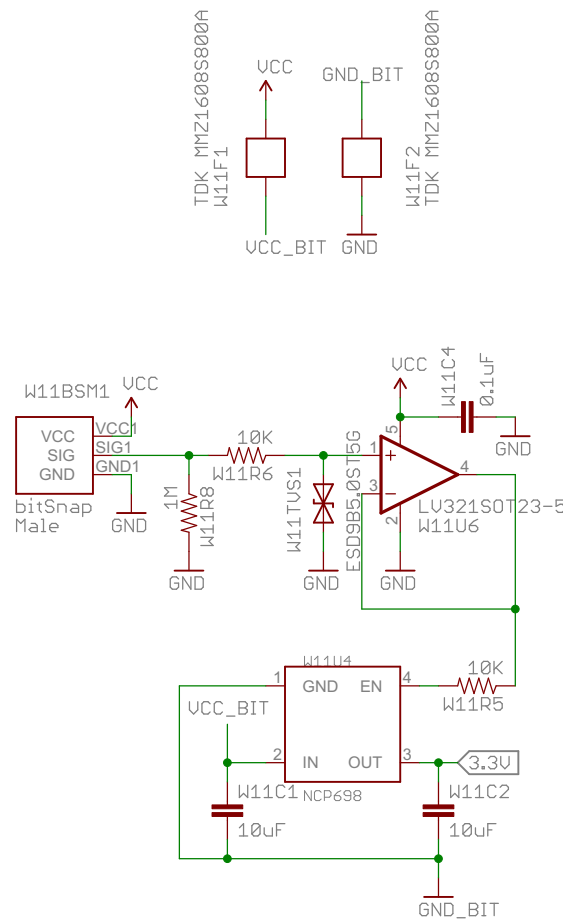 TDK MMZ1608S800A
W11F1
VCC
VCC_BIT
GND_BIT
GND
W11F2
TDK MMZ1608S800A
W11BSM1
VCC
VCC
SIG
GND
VCC1
SIG1
GND1
bitSnap
Male
GND
1M
W11R8
GND
10K
W11R6
W11TVS1
ESD9B5.0ST5G
GND
VCC
W11C4
0.1uF
GND
1
3
5
2
4
LV321SOT23-5
W11U6
GND
10K
W11R5
W11U4
1
GND
EN
4
2
IN
OUT
3
NCP698
VCC_BIT
W11C1
10uF
3.3V
W11C2
10uF
GND_BIT